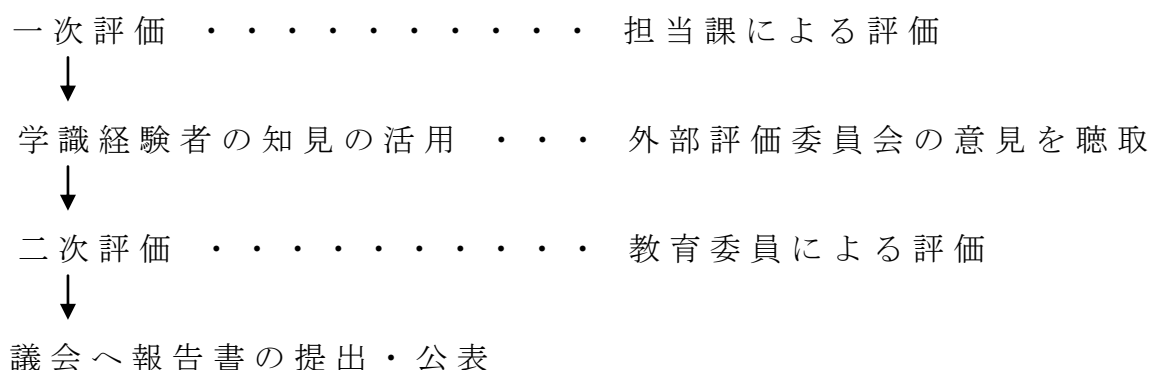 一次評価 ・・・・・・・・・・ 担当課による評価
↓
学識経験者の知見の活用 ・・・ 外部評価委員会の意見を聴取
↓
二次評価 ・・・・・・・・・・ 教育委員による評価
↓
議会へ報告書の提出・公表